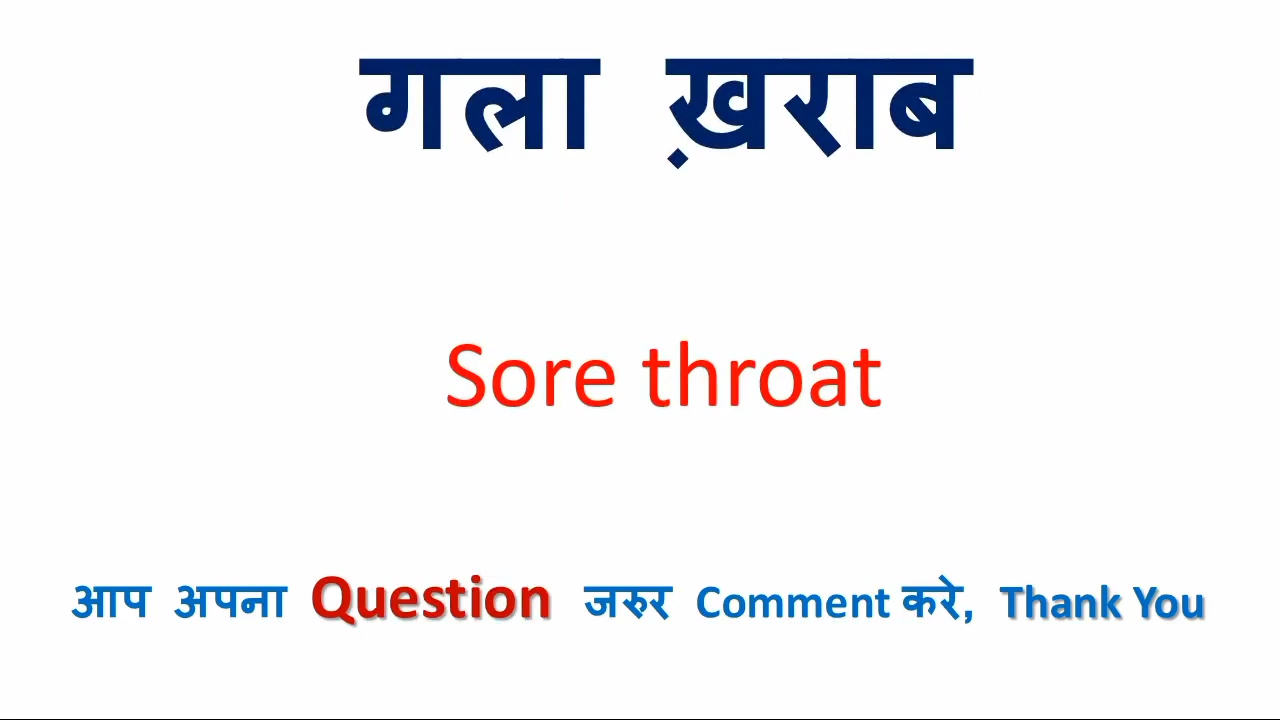 गला ख़राब
Sore throat
आप अपना Question जरुर Comment करे, Thank You